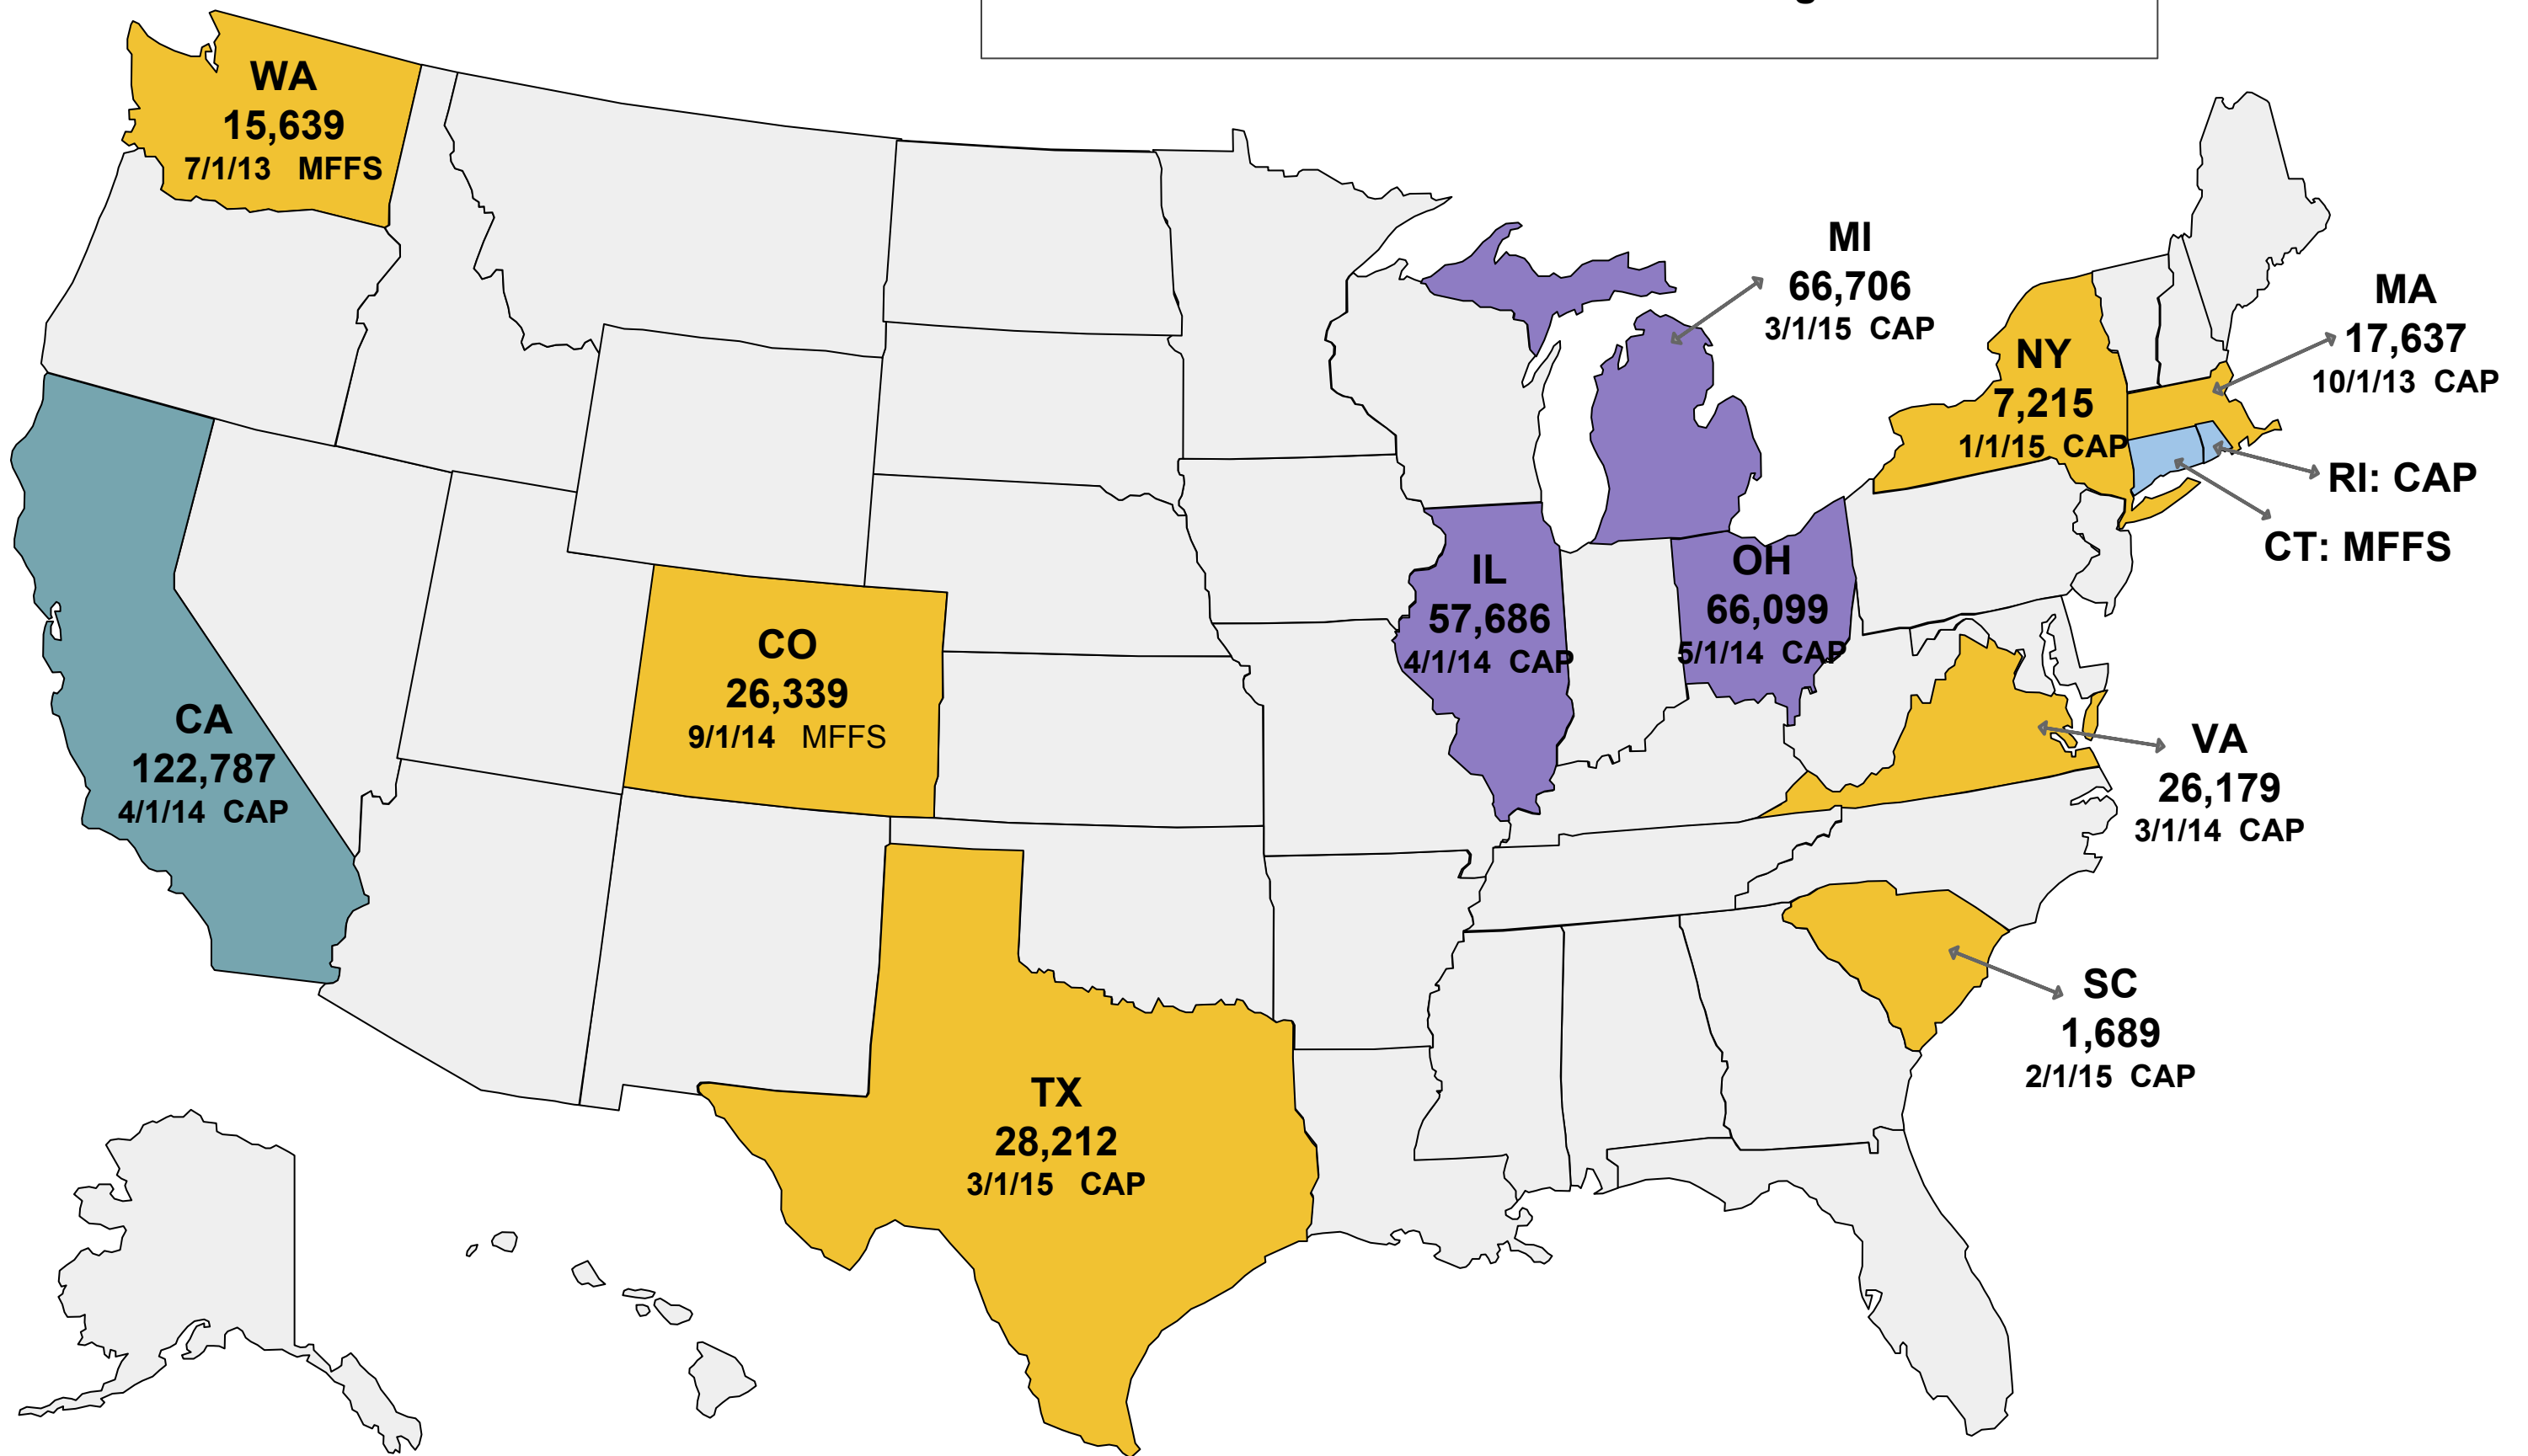 WA
15,639
7/1/13 MFFS
MI
66,706
3/1/15 CAP
MA
17,637
10/1/13 CAP
NY
7,215
1/1/15 CAP
RI: CAP
CT: MFFS
IL
57,686
4/1/14 CAP
OH
66,099
5/1/14 CAP
CO
26,339
9/1/14 MFFS
CA
122,787
4/1/14 CAP
VA
26,179
3/1/14 CAP
SC
1,689
2/1/15 CAP
TX
28,212
3/1/15 CAP